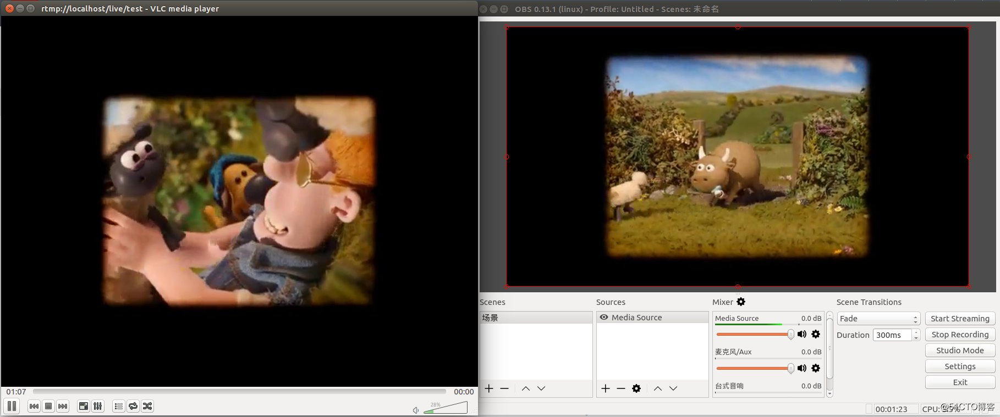 rtmp://localhost/live/test - VLC media player
01:07
00:00
28%
OBS 0.13.1 (linux) - Profile: Untitled - Scenes: 未命名
Scenes
场景
Sources
Media Source
Mixer
Media Source 0.0 dB
麦克风/Aux 0.0 dB
台式音响 0.0 dB
Scene Transitions
Fade
Duration 300ms
Start Streaming
Stop Recording
Studio Mode
Settings
Exit
00:01:23
CPU:
@51CTO博客